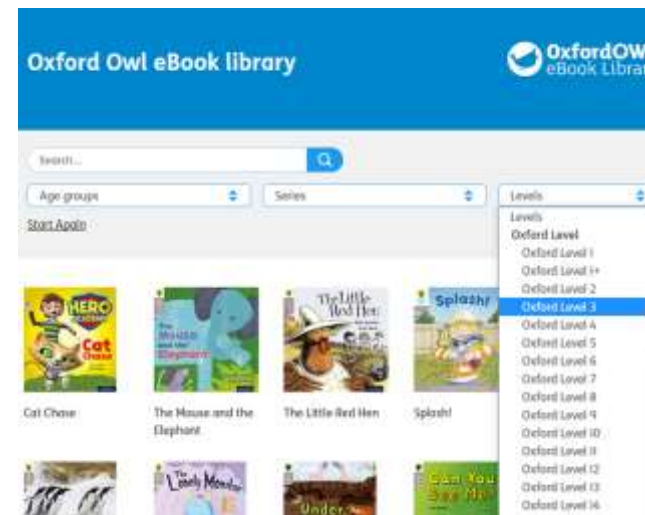 Oxford Owl eBook library
OxfordOW
eBook Librar
Search...
Age groups
Series
Levels
Start Again
Levels
Oxford Level
Oxford Level 1
Oxford Level 1+
Oxford Level 2
Oxford Level 3
Oxford Level 4
Oxford Level 5
Oxford Level 6
Oxford Level 7
Oxford Level 8
Oxford Level 9
Oxford Level 10
Oxford Level 11
Oxford Level 12
Oxford Level 13
Oxford Level 14
HERO
Cat
Chase
The
Mouse
and the
Elephant
The Little
Red Hen
Splash!
Cat Chase
The Mouse and the
Elephant
The Little Red Hen
Splash!
The
Lonely Monster
Under
Can You
See Me?